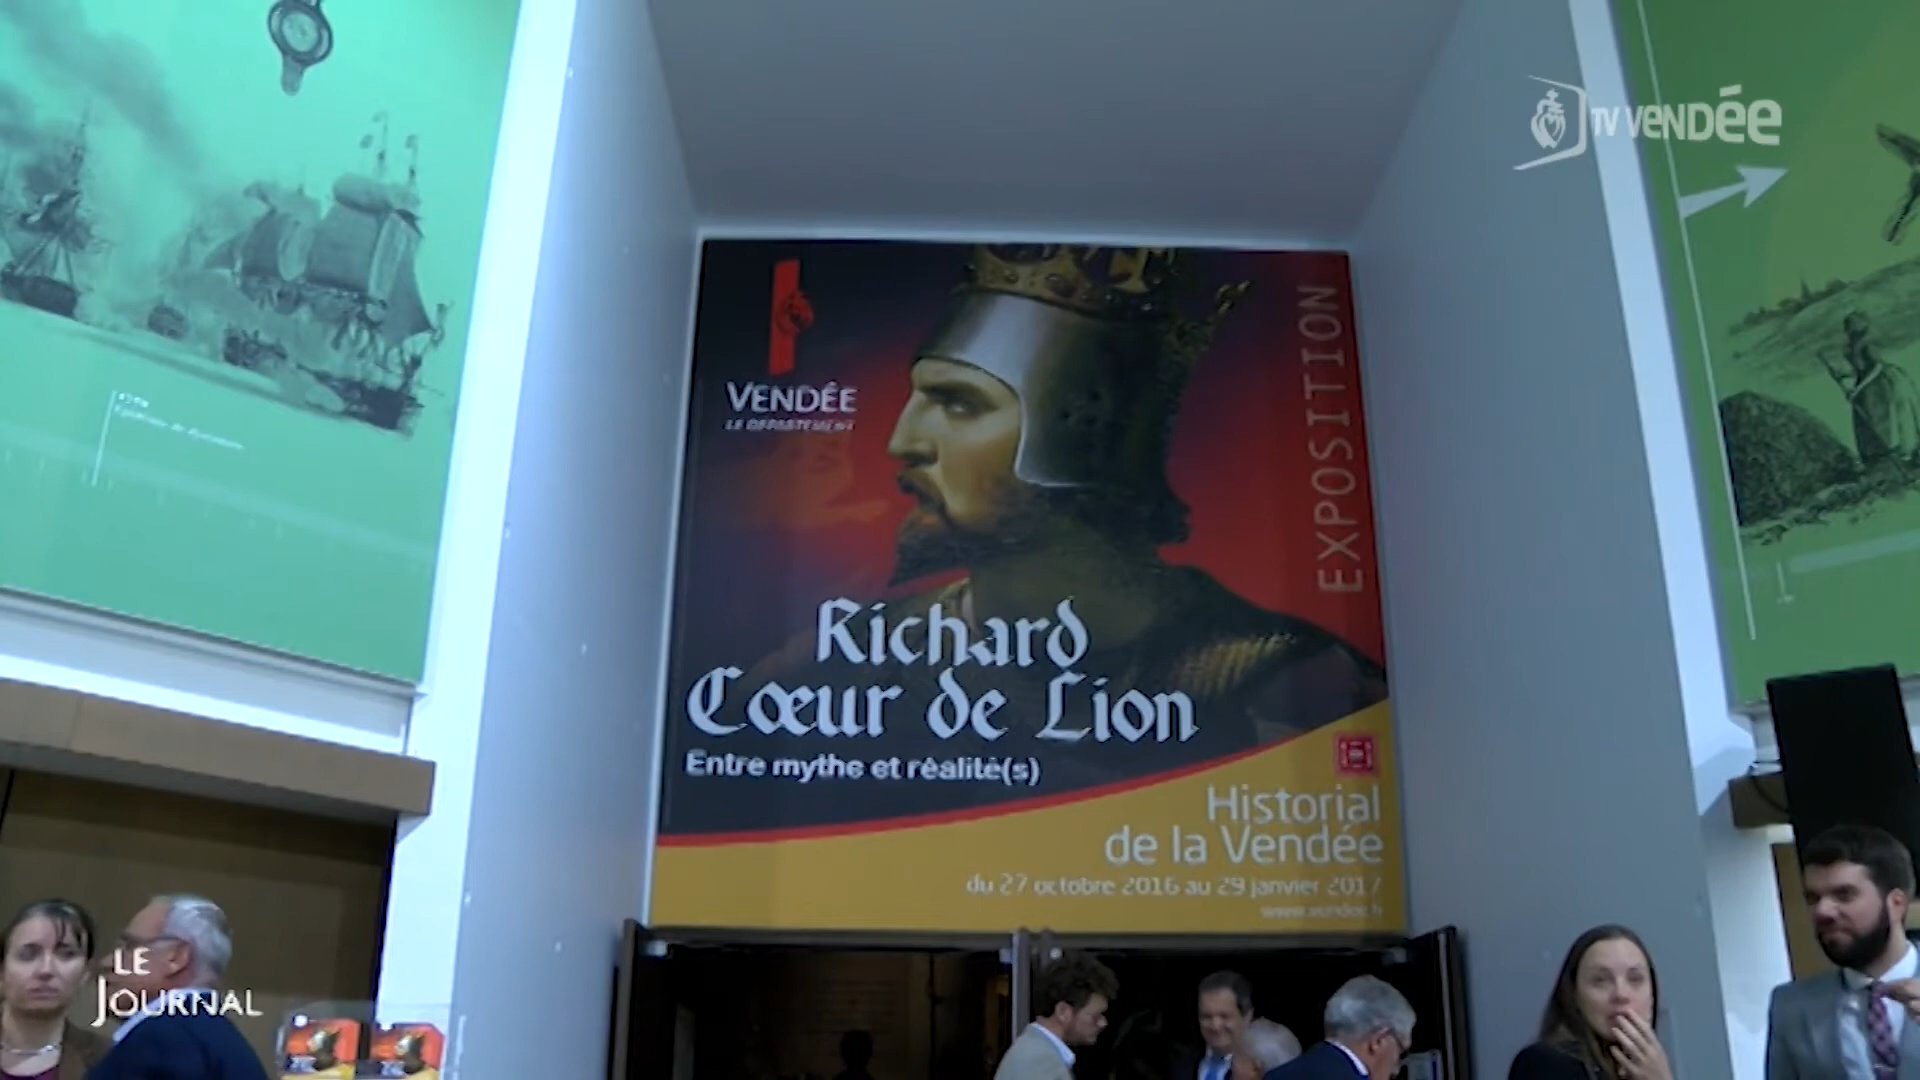 TV VENDÉE
VENDÉE
LE DÉPARTEMENT
EXPOSITION
Richard
Cœur de Lion
Entre mythe et réalité(s)
Historial
de la Vendée
du 27 octobre 2016 au 29 janvier 2017
www.vendee.fr
LE
JOURNAL